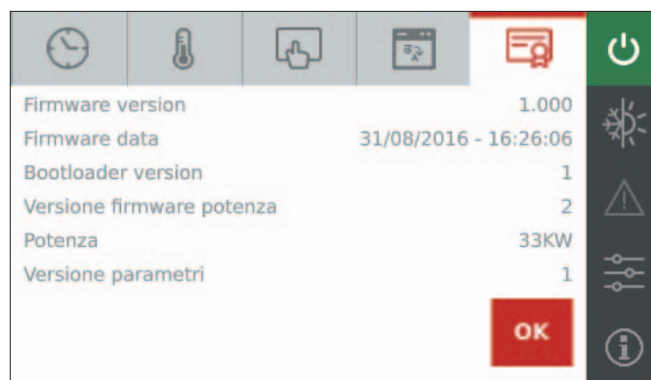 Firmware version 1.000
Firmware data 31/08/2016 - 16:26:06
Bootloader version 1
Versione firmware potenza 2
Potenza 33KW
Versione parametri 1
OK